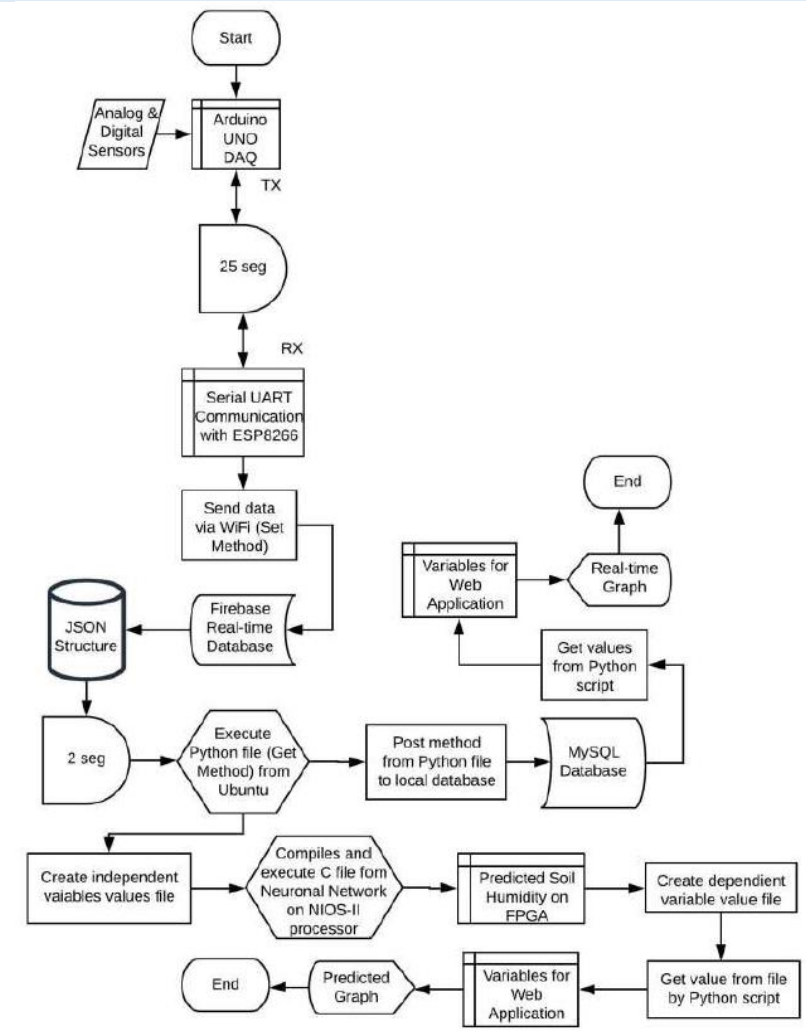 Start
Analog &
Digital
Sensors
Arduino
UNO
DAQ
TX
25 seg
RX
Serial UART
Communication
with ESP8266
Send data
via WiFi (Set
Method)
Firebase
Real-time
Database
JSON
Structure
2 seg
Execute
Python file (Get
Method) from
Ubuntu
Post method
from Python file
to local database
MySQL
Database
Get values
from Python
script
Variables for
Web
Application
Real-time
Graph
End
Create independent
vaiables values file
Compiles and
execute C file fom
Neuronal Network
on NIOS-II
processor
Predicted Soil
Humidity on
FPGA
Create dependient
variable value file
Get value from file
by Python script
Variables for
Web
Application
Predicted
Graph
End